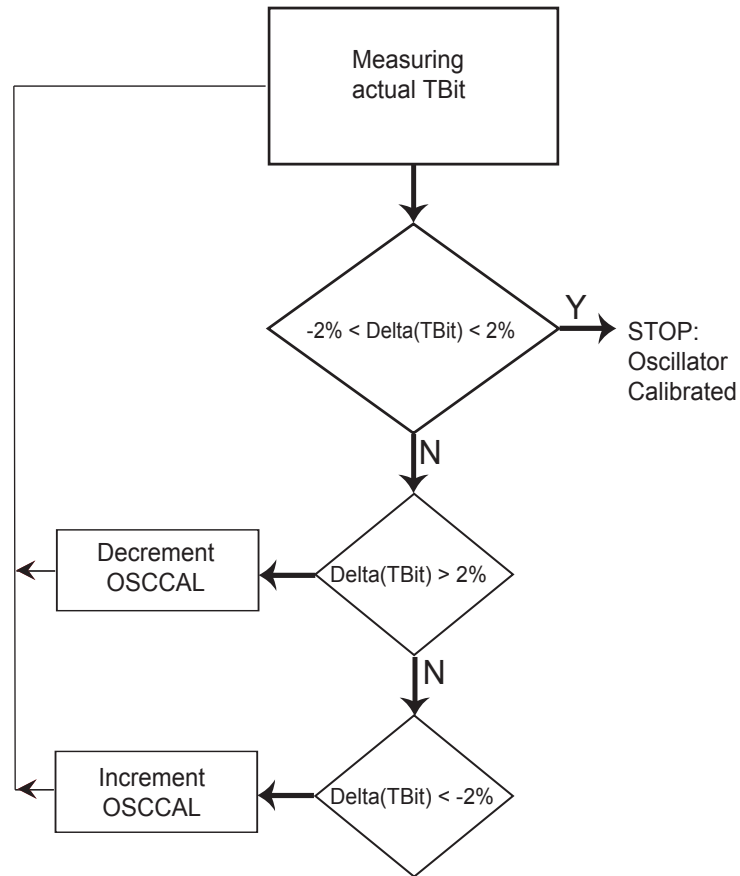 Measuring
actual TBit
-2% < Delta(TBit) < 2%
Y
STOP:
Oscillator
Calibrated
N
Decrement
OSCCAL
Delta(TBit) > 2%
N
Increment
OSCCAL
Delta(TBit) < -2%